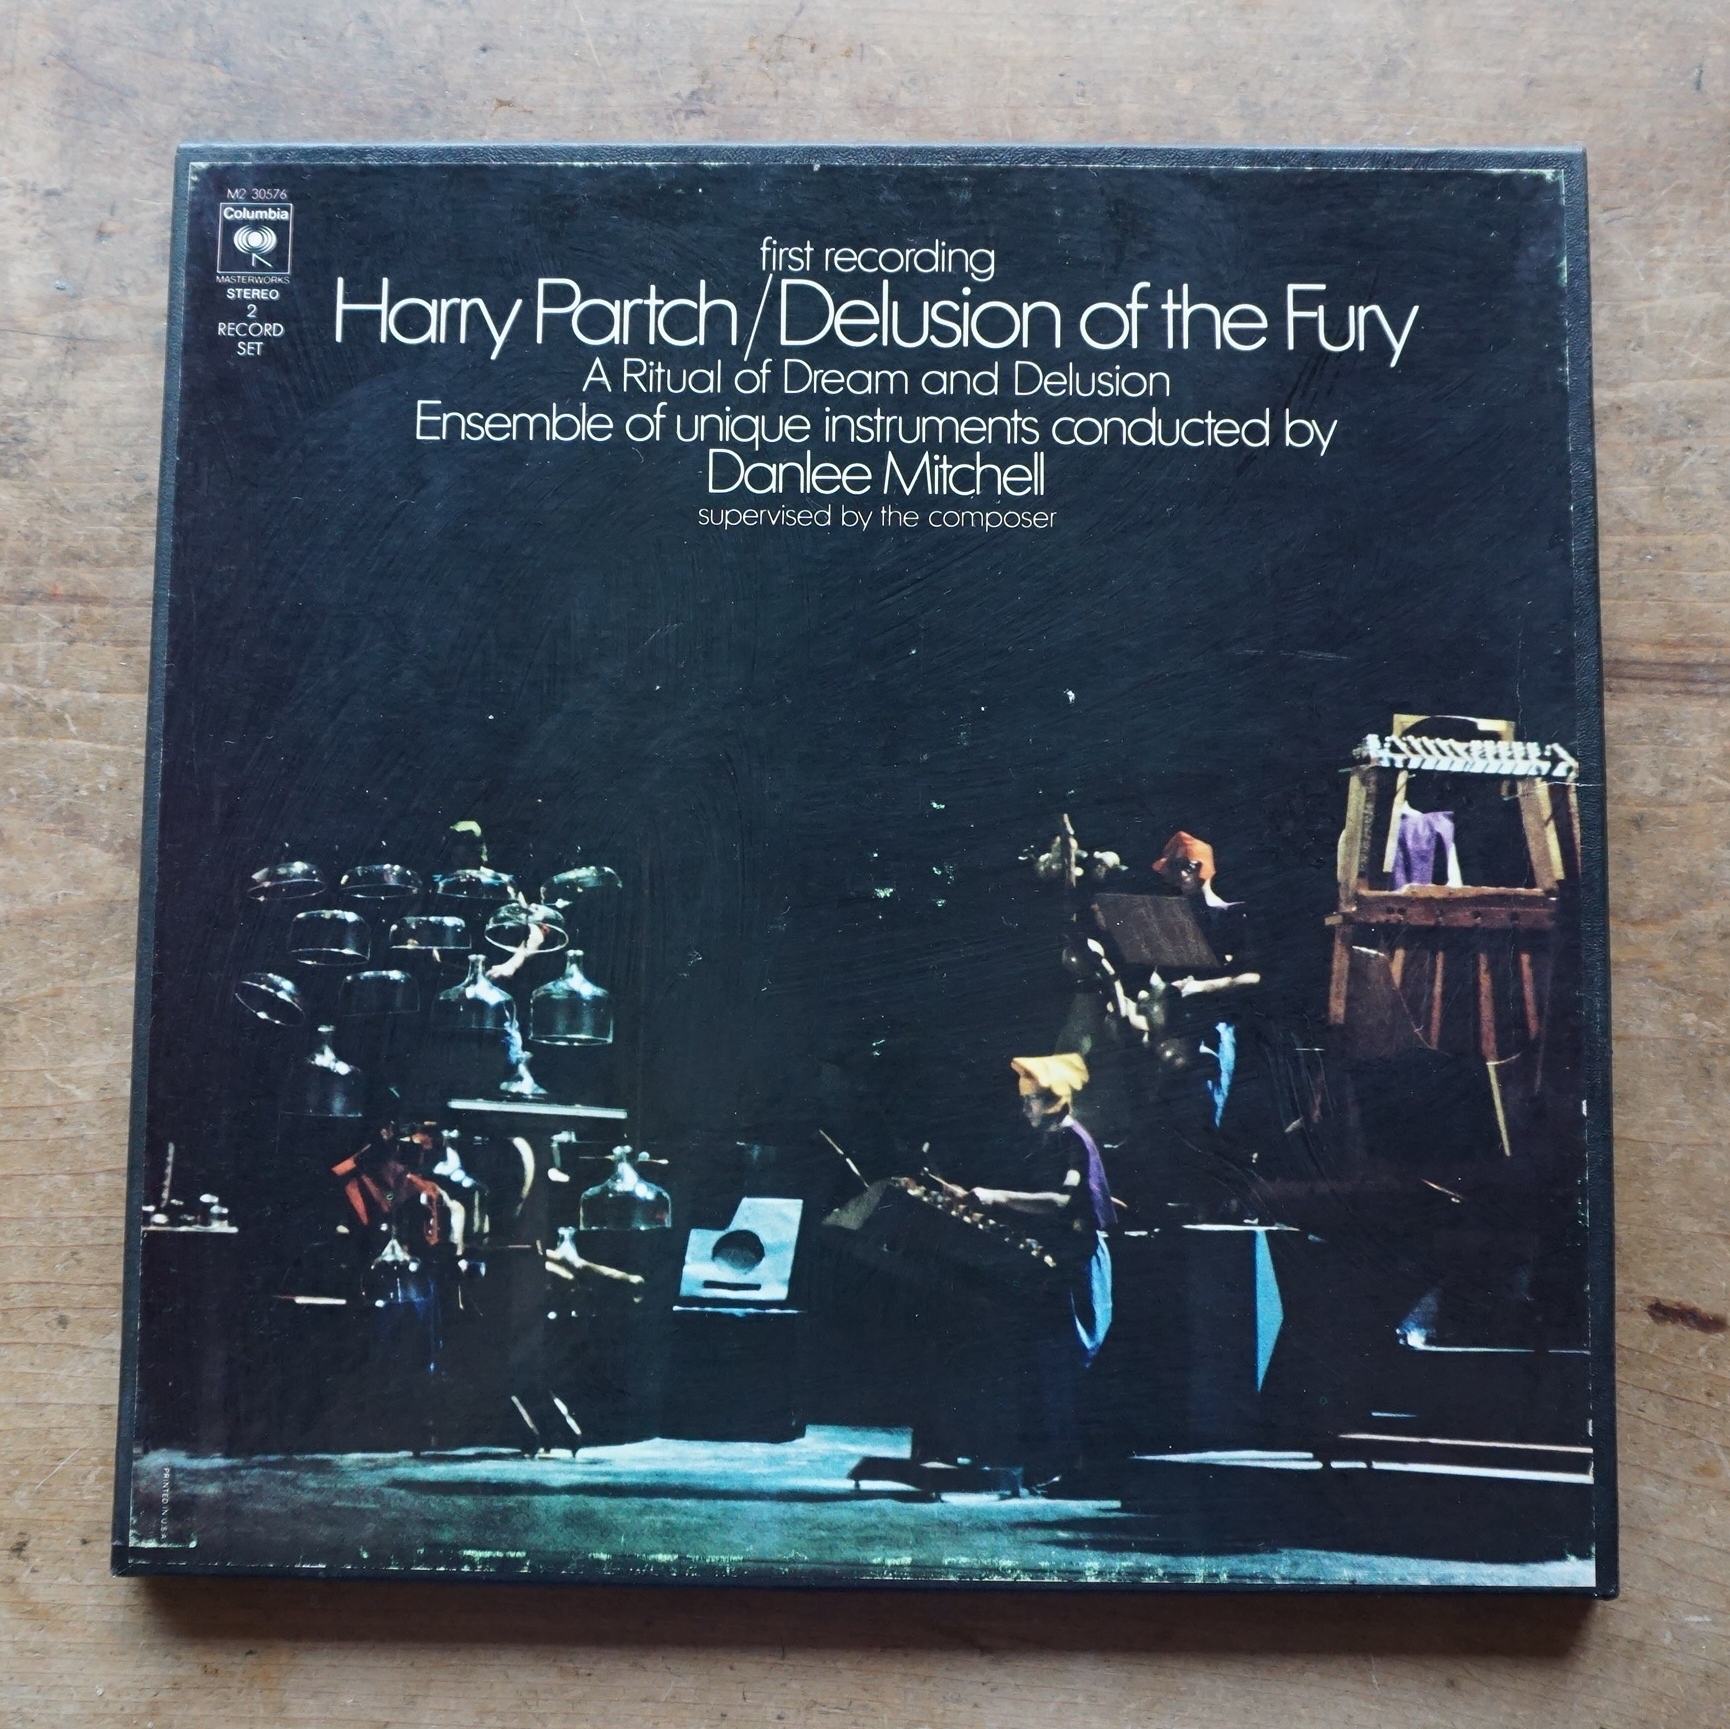 M2 30576
Columbia
MASTERWORKS
STEREO
2
RECORD
SET
first recording
Harry Partch/Delusion of the Fury
A Ritual of Dream and Delusion
Ensemble of unique instruments conducted by
Danlee Mitchell
supervised by the composer
PRINTED IN U.S.A.